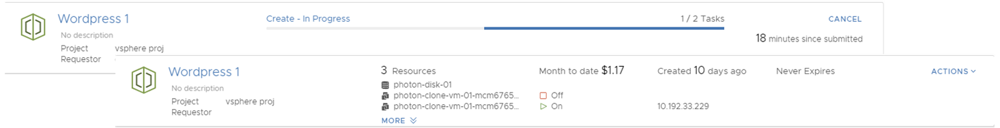 Wordpress 1 Create - In Progress 1 / 2 Tasks CANCEL
No description 18 minutes since submitted
Project vsphere proj
Requestor
Wordpress 1 3 Resources Month to date $1.17 Created 10 days ago Never Expires ACTIONS
No description photon-disk-01
photon-clone-vm-01-mcm6765... Off
Project vsphere proj photon-clone-vm-01-mcm6765... On 10.192.33.229
Requestor
MORE